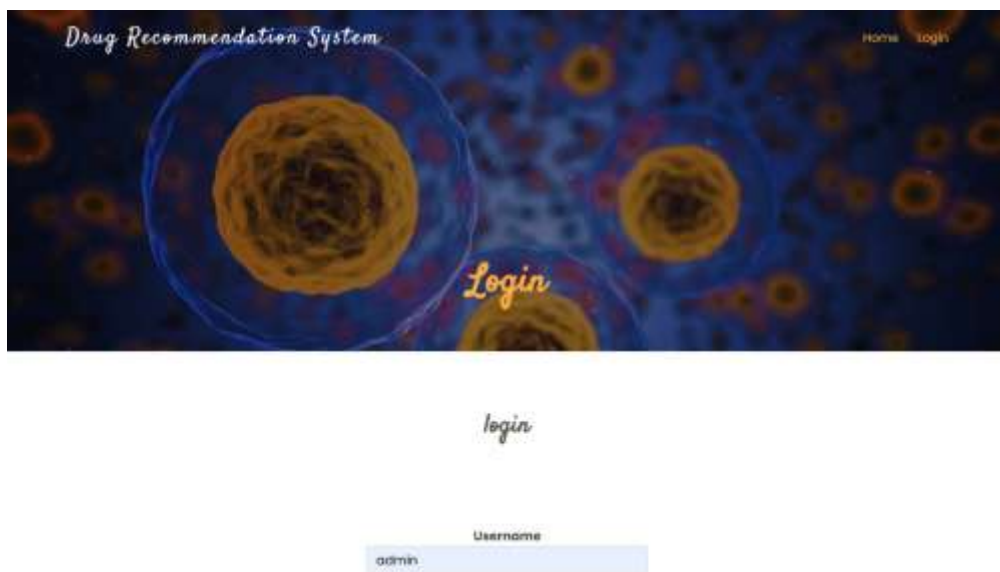 Drug Recommendation System
Home Login
Login
login
Username
admin